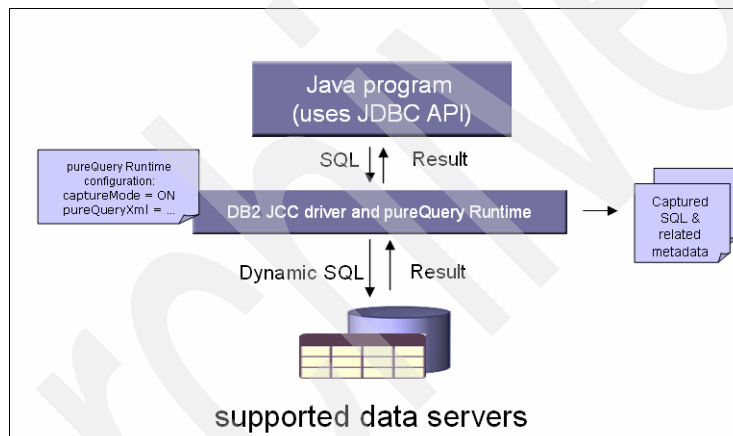 Java program
(uses JDBC API)
SQL
Result
pureQuery Runtime
configuration:
captureMode = ON
pureQueryXml = ...
DB2 JCC driver and pureQuery Runtime
Captured
SQL &
related
metadata
Dynamic SQL
Result
supported data servers